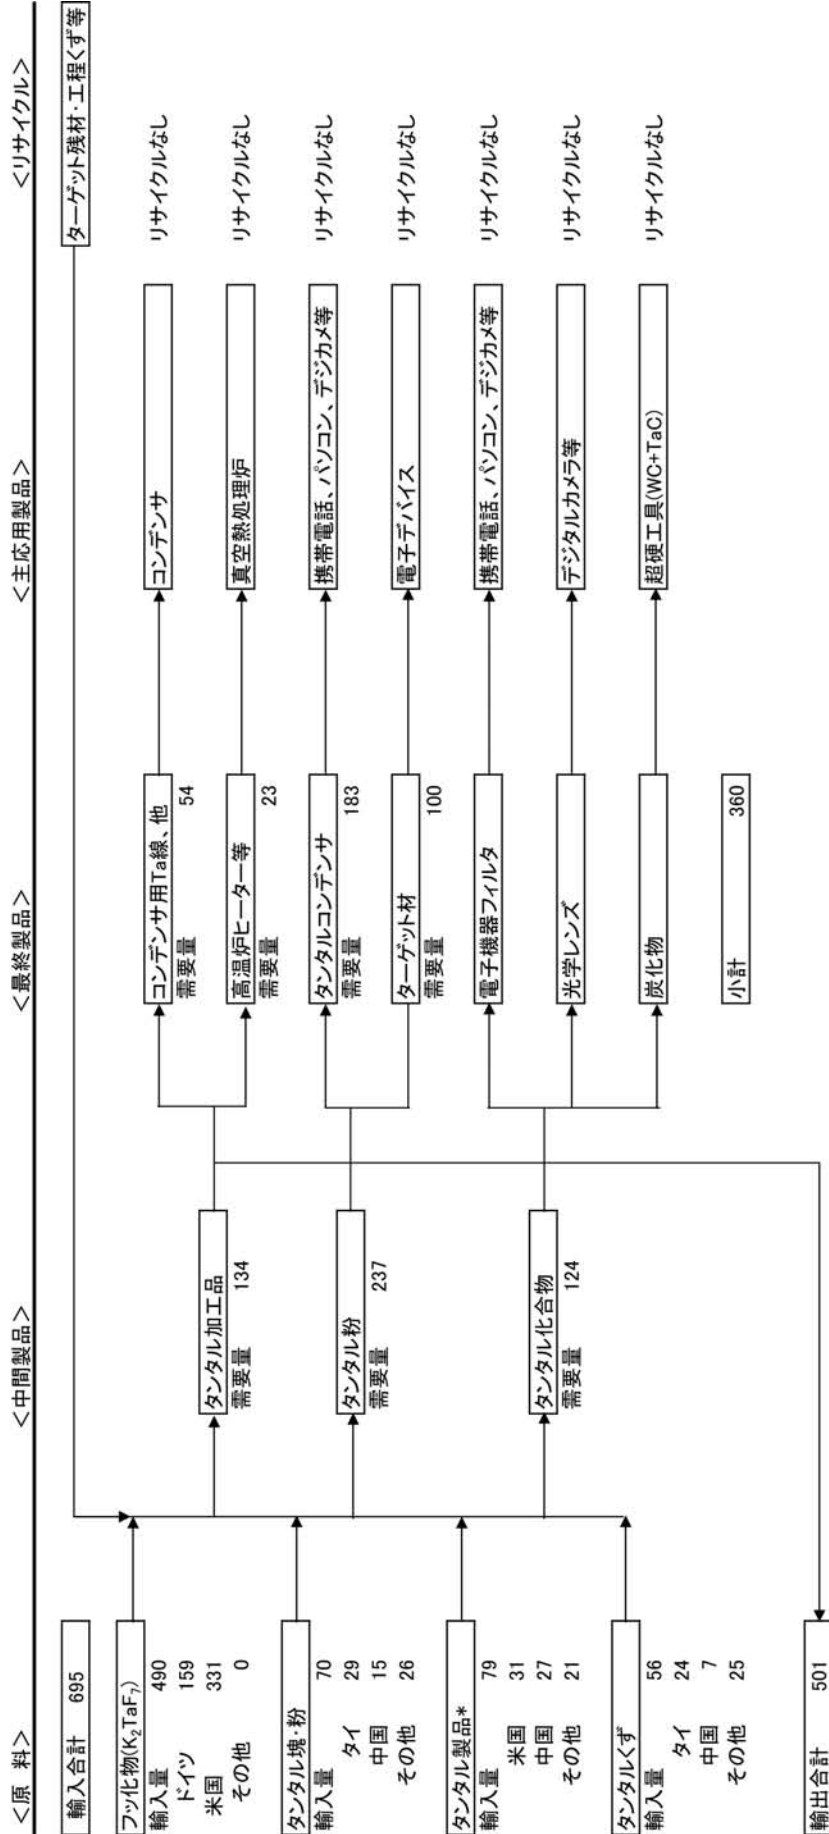 ＜原　料＞
＜中間製品＞
＜最終製品＞
＜主応用製品＞
＜リサイクル＞
輸入合計 695
ターゲット残材・工程くず等
フッ化物(K₂TaF₇)
輸入量 490
ドイツ 159
米国 331
その他 0
タンタル塊・粉
輸入量 70
タイ 29
中国 15
その他 26
タンタル製品*
輸入量 79
米国 31
中国 27
その他 21
タンタルくず
輸入量 56
タイ 24
中国 7
その他 25
輸出合計 501
タンタル加工品
需要量 134
タンタル粉
需要量 237
タンタル化合物
需要量 124
コンデンサ用Ta線、他
需要量 54
高温炉ヒーター等
需要量 23
タンタルコンデンサ
需要量 183
ターゲット材
需要量 100
電子機器フィルタ
光学レンズ
炭化物
小計 360
コンデンサ
真空熱処理炉
携帯電話、パソコン、デジカメ等
電子デバイス
携帯電話、パソコン、デジカメ等
デジタルカメラ等
超硬工具(WC+TaC)
リサイクルなし
リサイクルなし
リサイクルなし
リサイクルなし
リサイクルなし
リサイクルなし
リサイクルなし